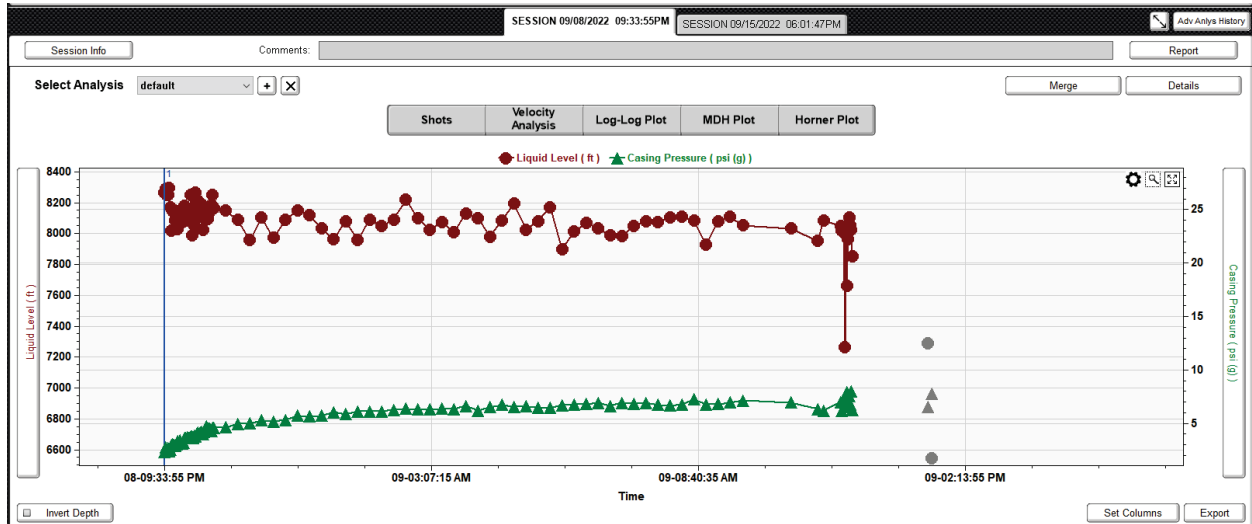 SESSION 09/08/2022 09:33:55PM SESSION 09/15/2022 06:01:47PM Adv Anlys History
Session Info Comments: Report
Select Analysis default + X Merge Details
Shots Velocity Analysis Log-Log Plot MDH Plot Horner Plot
Liquid Level ( ft ) Casing Pressure ( psi (g) )
8400
8200
8000
7800
7600
7400
7200
7000
6800
6600
Liquid Level ( ft )
1
25
20
15
10
5
Casing Pressure ( psi (g) )
08-09:33:55 PM 09-03:07:15 AM 09-08:40:35 AM 09-02:13:55 PM
Time
Invert Depth Set Columns Export